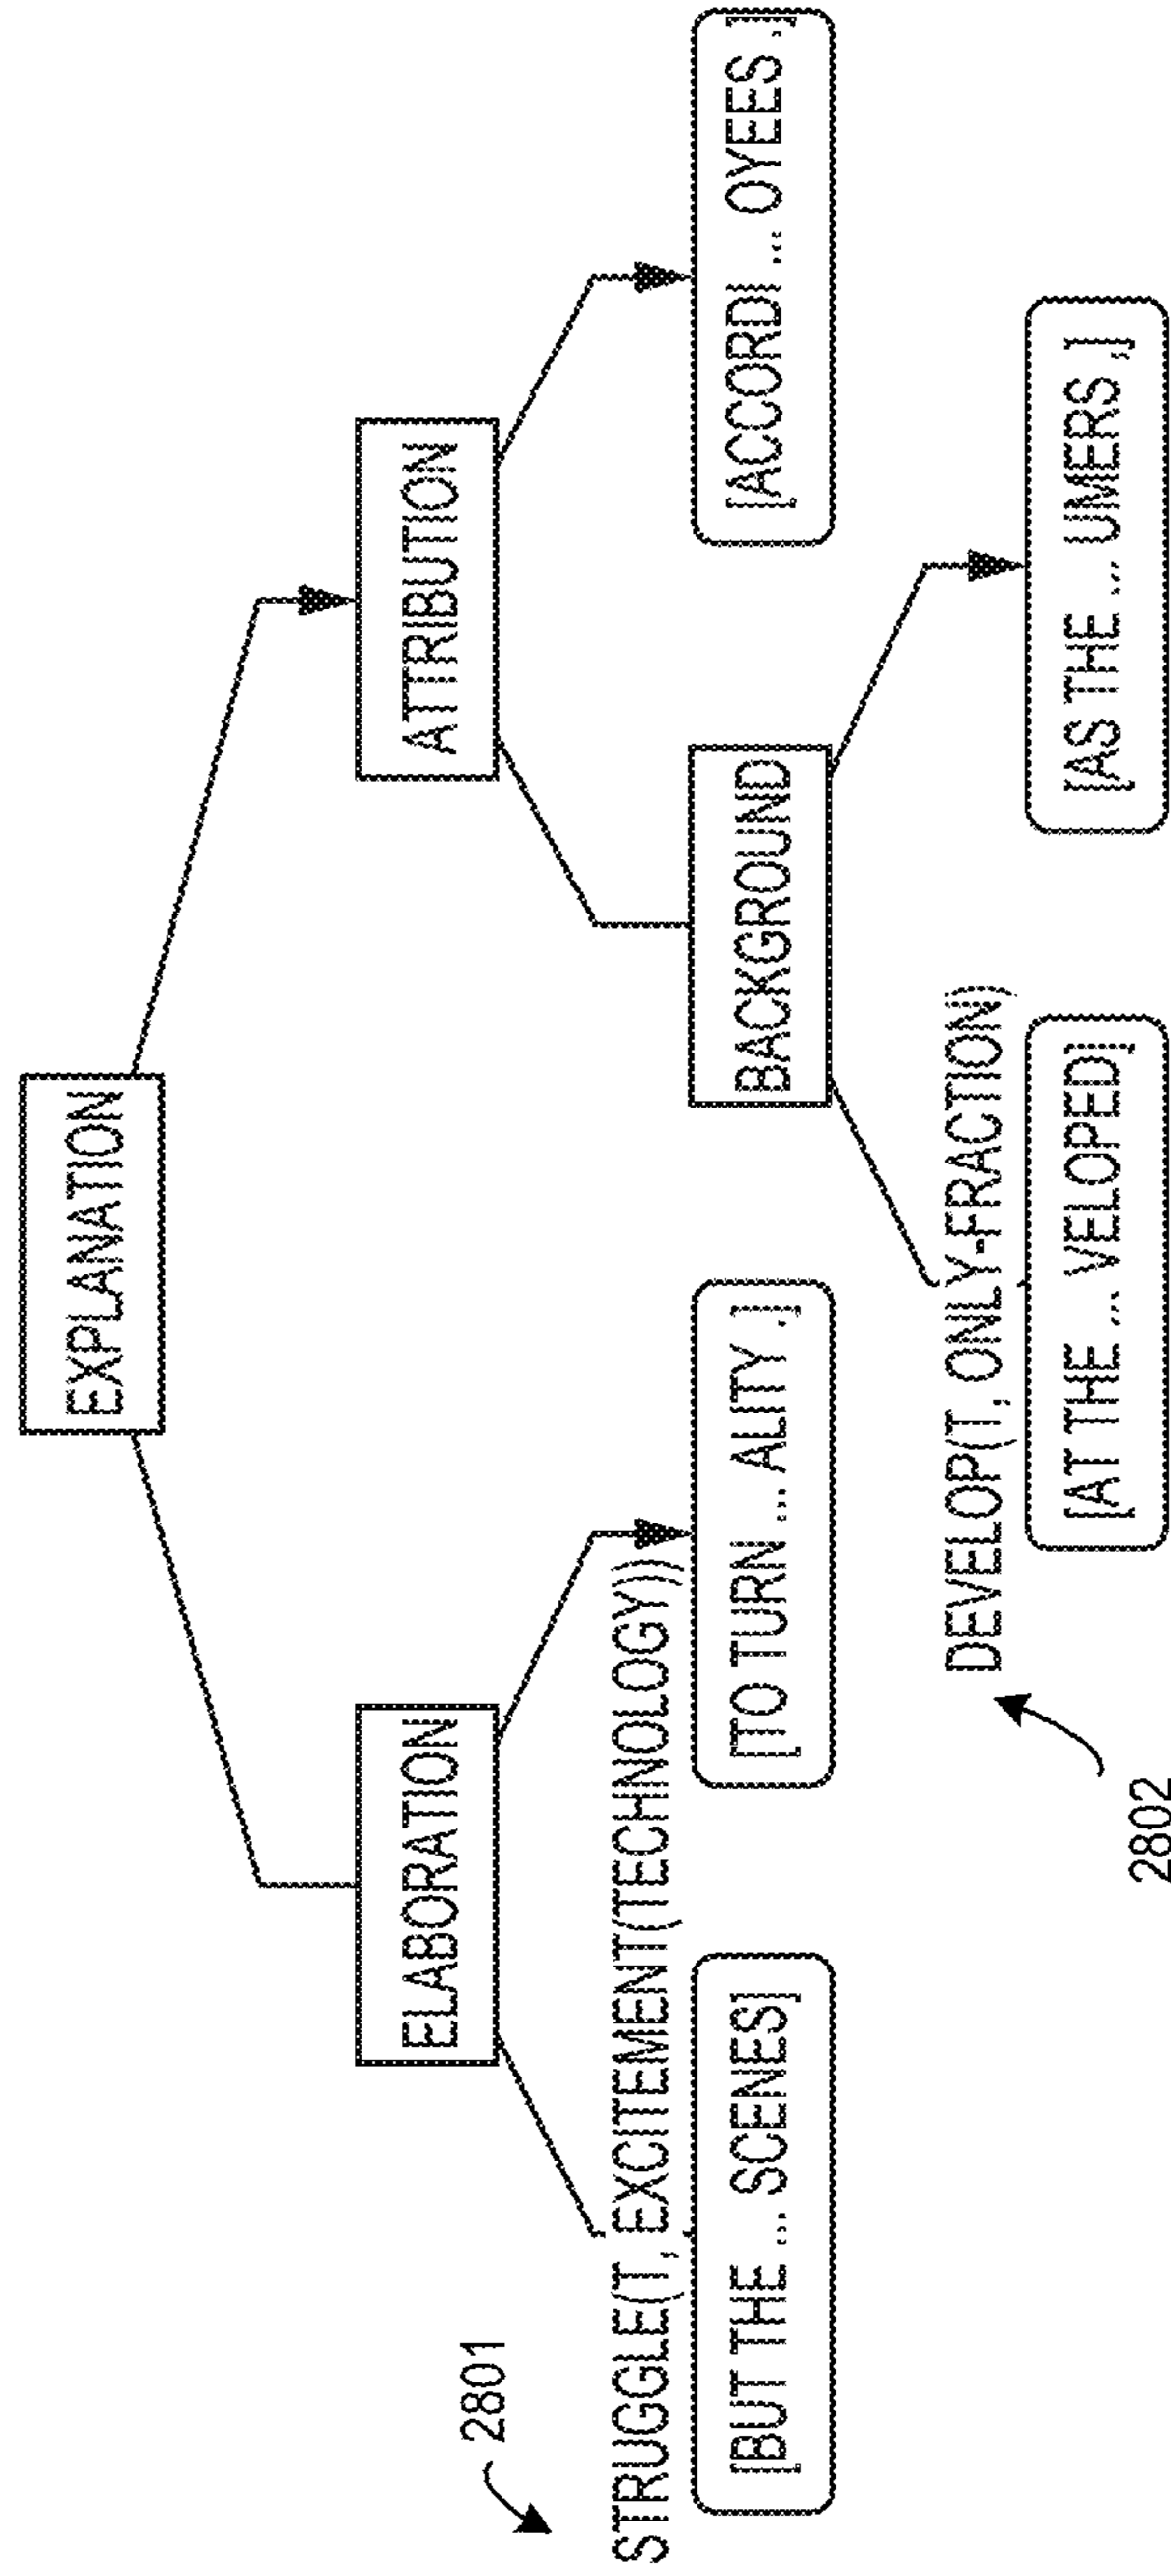 EXPLANATION
ELABORATION
ATTRIBUTION
2801
STRUGGLE(T, EXCITEMENT(TECHNOLOGY))
[BUT THE ... SCENES]
[TO TURN ... ALITY .]
BACKGROUND
[ACCORDI ... OYEES ,]
DEVELOP(T, ONLY-FRACTION)
[AT THE ... VELOPED]
[AS THE ... UMERS ,]
2802